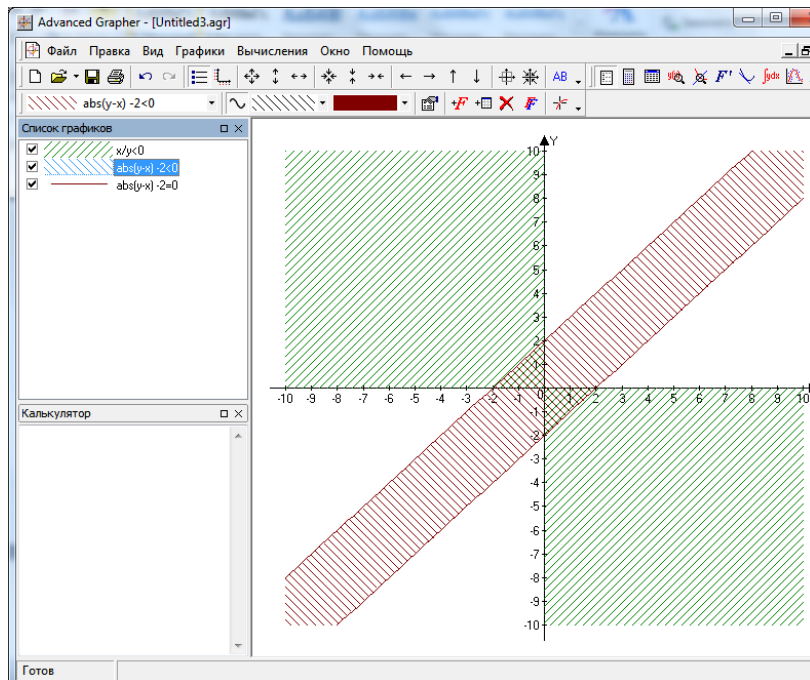 Advanced Grapher - [Untitled3.agr]
Файл Правка Вид Графики Вычисления Окно Помощь
AB F' ∫ydx
abs(y-x) -2<0 +F F
Список графиков
x/y<0
abs(y-x) -2<0
abs(y-x) -2=0
Калькулятор
Y
10
9
8
7
6
5
4
3
2
1
-10 -9 -8 -7 -6 -5 -4 -3 -2 0 1 2 3 4 5 6 7 8 9 10
-1
-2
-3
-4
-5
-6
-7
-8
-9
-10
Готов